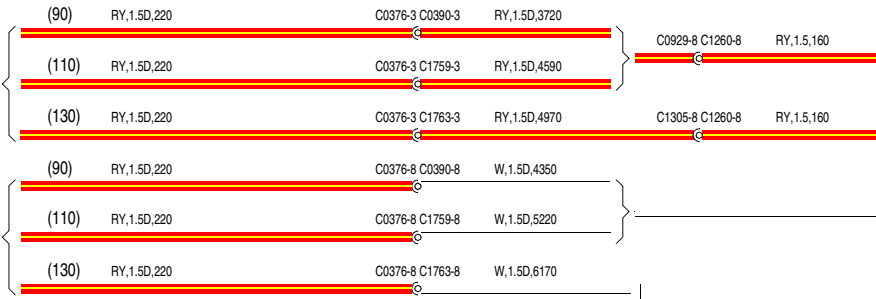 (90) RY,1.5D,220 C0376-3 C0390-3 RY,1.5D,3720
C0929-8 C1260-8 RY,1.5,160
(110) RY,1.5D,220 C0376-3 C1759-3 RY,1.5D,4590
(130) RY,1.5D,220 C0376-3 C1763-3 RY,1.5D,4970 C1305-8 C1260-8 RY,1.5,160
(90) RY,1.5D,220 C0376-8 C0390-8 W,1.5D,4350
(110) RY,1.5D,220 C0376-8 C1759-8 W,1.5D,5220
(130) RY,1.5D,220 C0376-8 C1763-8 W,1.5D,6170